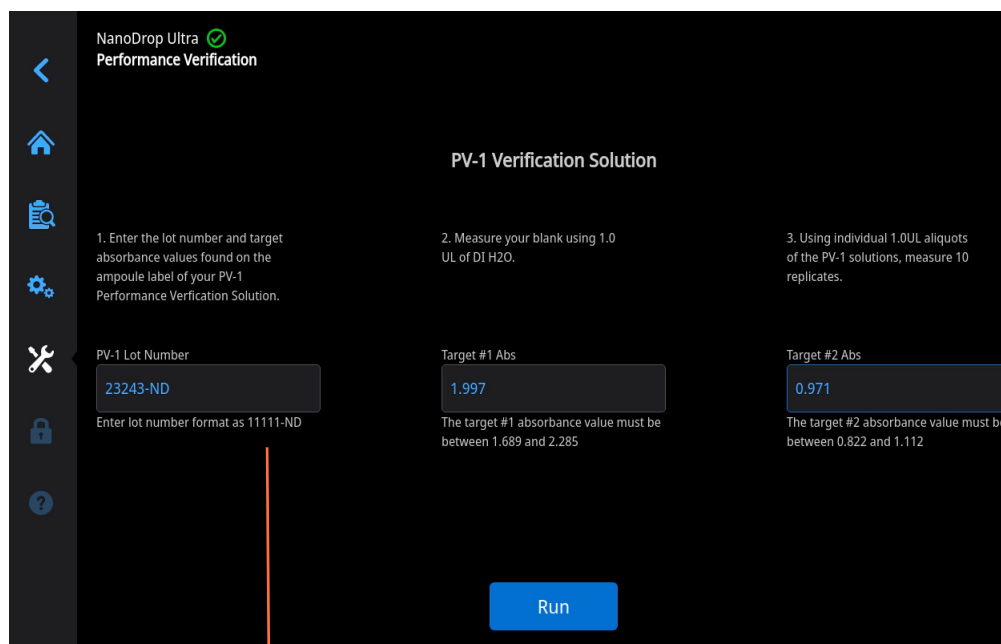 NanoDrop Ultra
Performance Verification
PV-1 Verification Solution
1. Enter the lot number and target
absorbance values found on the
ampoule label of your PV-1
Performance Verfication Solution.
2. Measure your blank using 1.0
UL of DI H2O.
3. Using individual 1.0UL aliquots
of the PV-1 solutions, measure 10
replicates.
PV-1 Lot Number
23243-ND
Enter lot number format as 11111-ND
Target #1 Abs
1.997
The target #1 absorbance value must be
between 1.689 and 2.285
Target #2 Abs
0.971
The target #2 absorbance value must be
between 0.822 and 1.112
Run